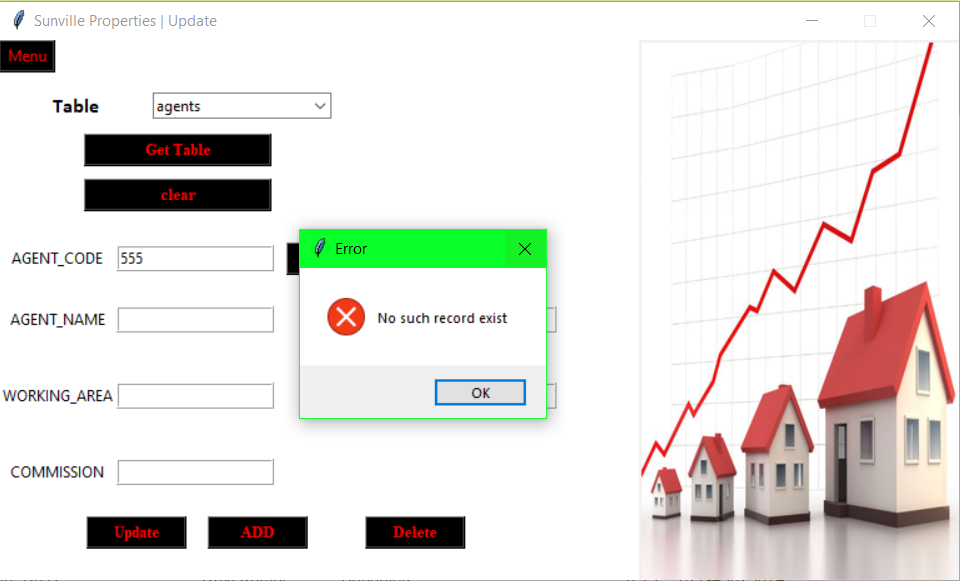 Sunville Properties | Update
Menu
Table
agents
Get Table
clear
AGENT_CODE
555
Error
No such record exist
OK
AGENT_NAME
WORKING_AREA
COMMISSION
Update
ADD
Delete